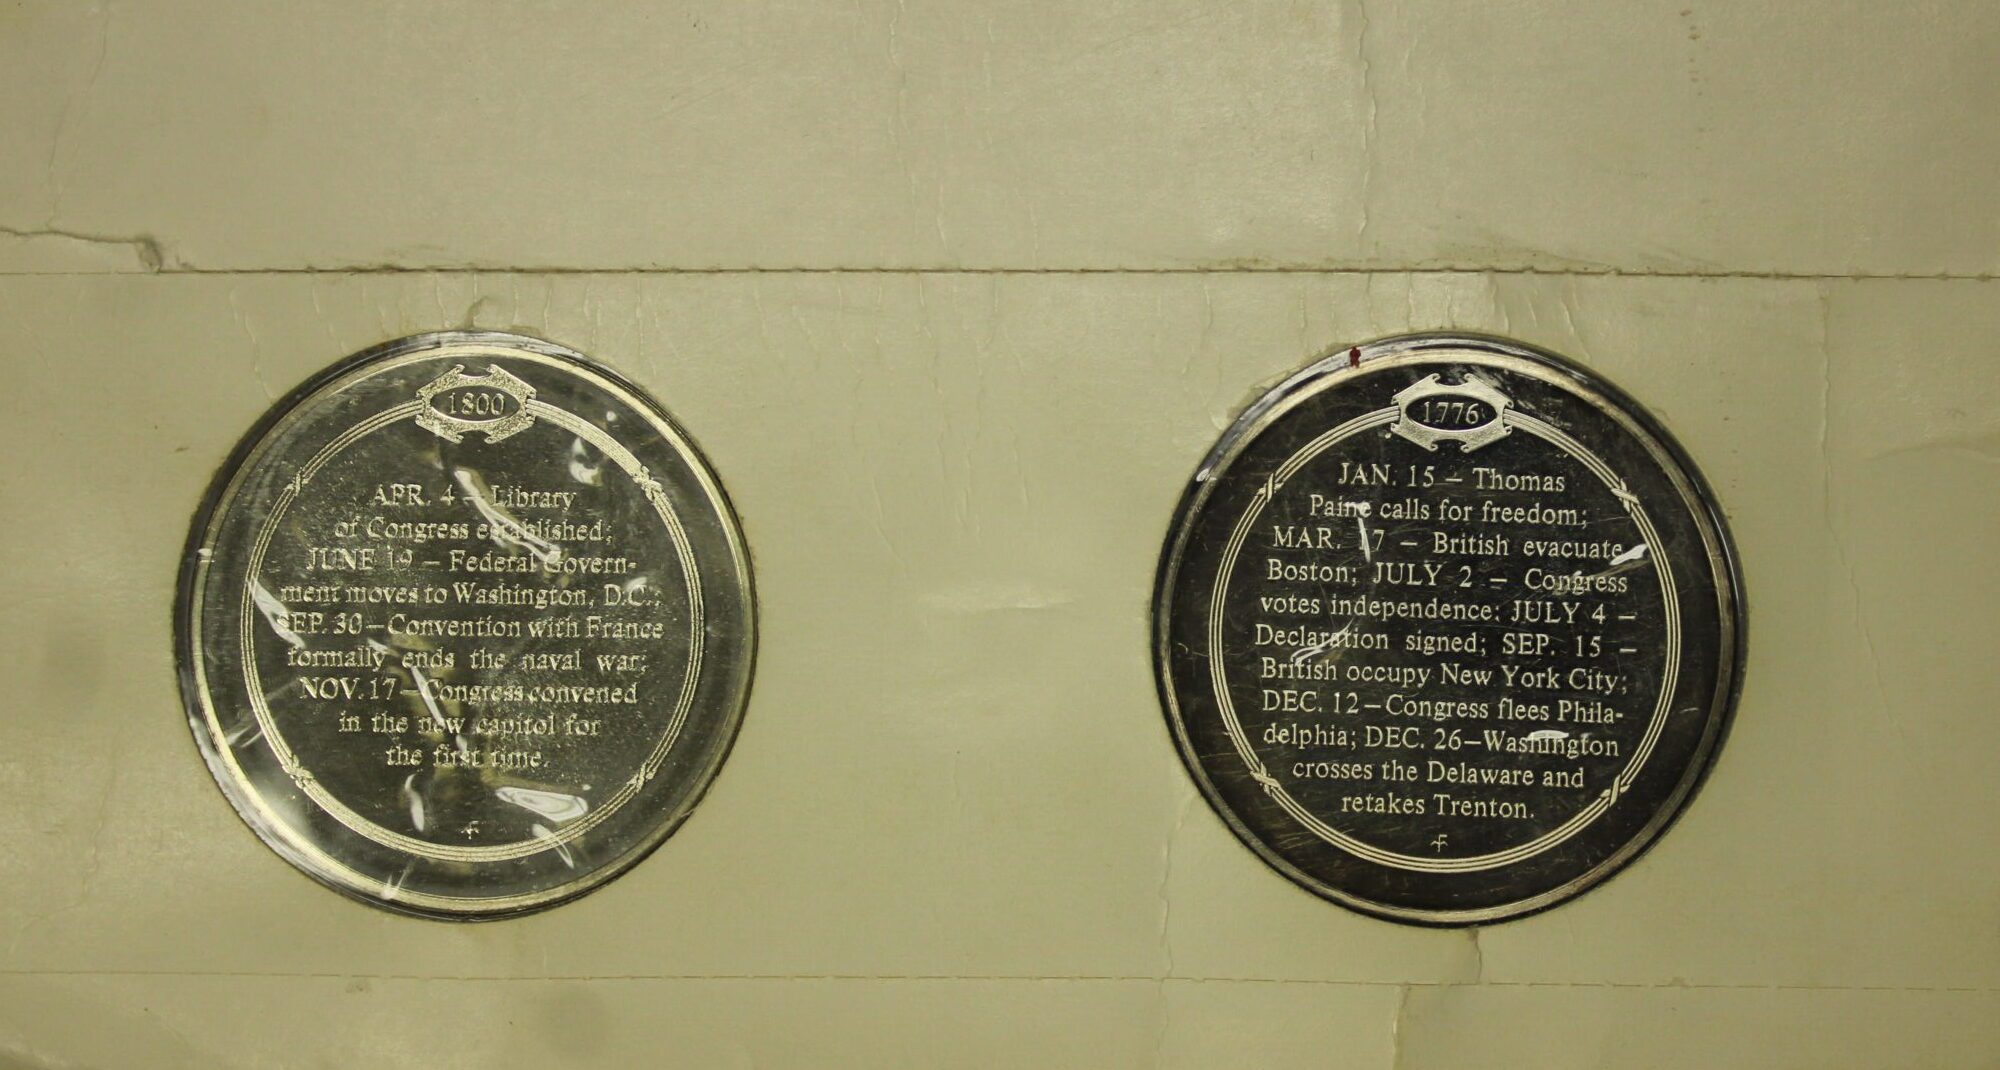 1800
APR. 4 – Library
of Congress established;
JUNE 19 – Federal Govern-
ment moves to Washington, D.C.;
SEP. 30 – Convention with France
formally ends the naval war;
NOV. 17 – Congress convened
in the new capitol for
the first time.
1776
JAN. 15 – Thomas
Paine calls for freedom;
MAR. 17 – British evacuate
Boston; JULY 2 – Congress
votes independence; JULY 4 –
Declaration signed; SEP. 15 –
British occupy New York City;
DEC. 12 – Congress flees Phila-
delphia; DEC. 26 – Washington
crosses the Delaware and
retakes Trenton.